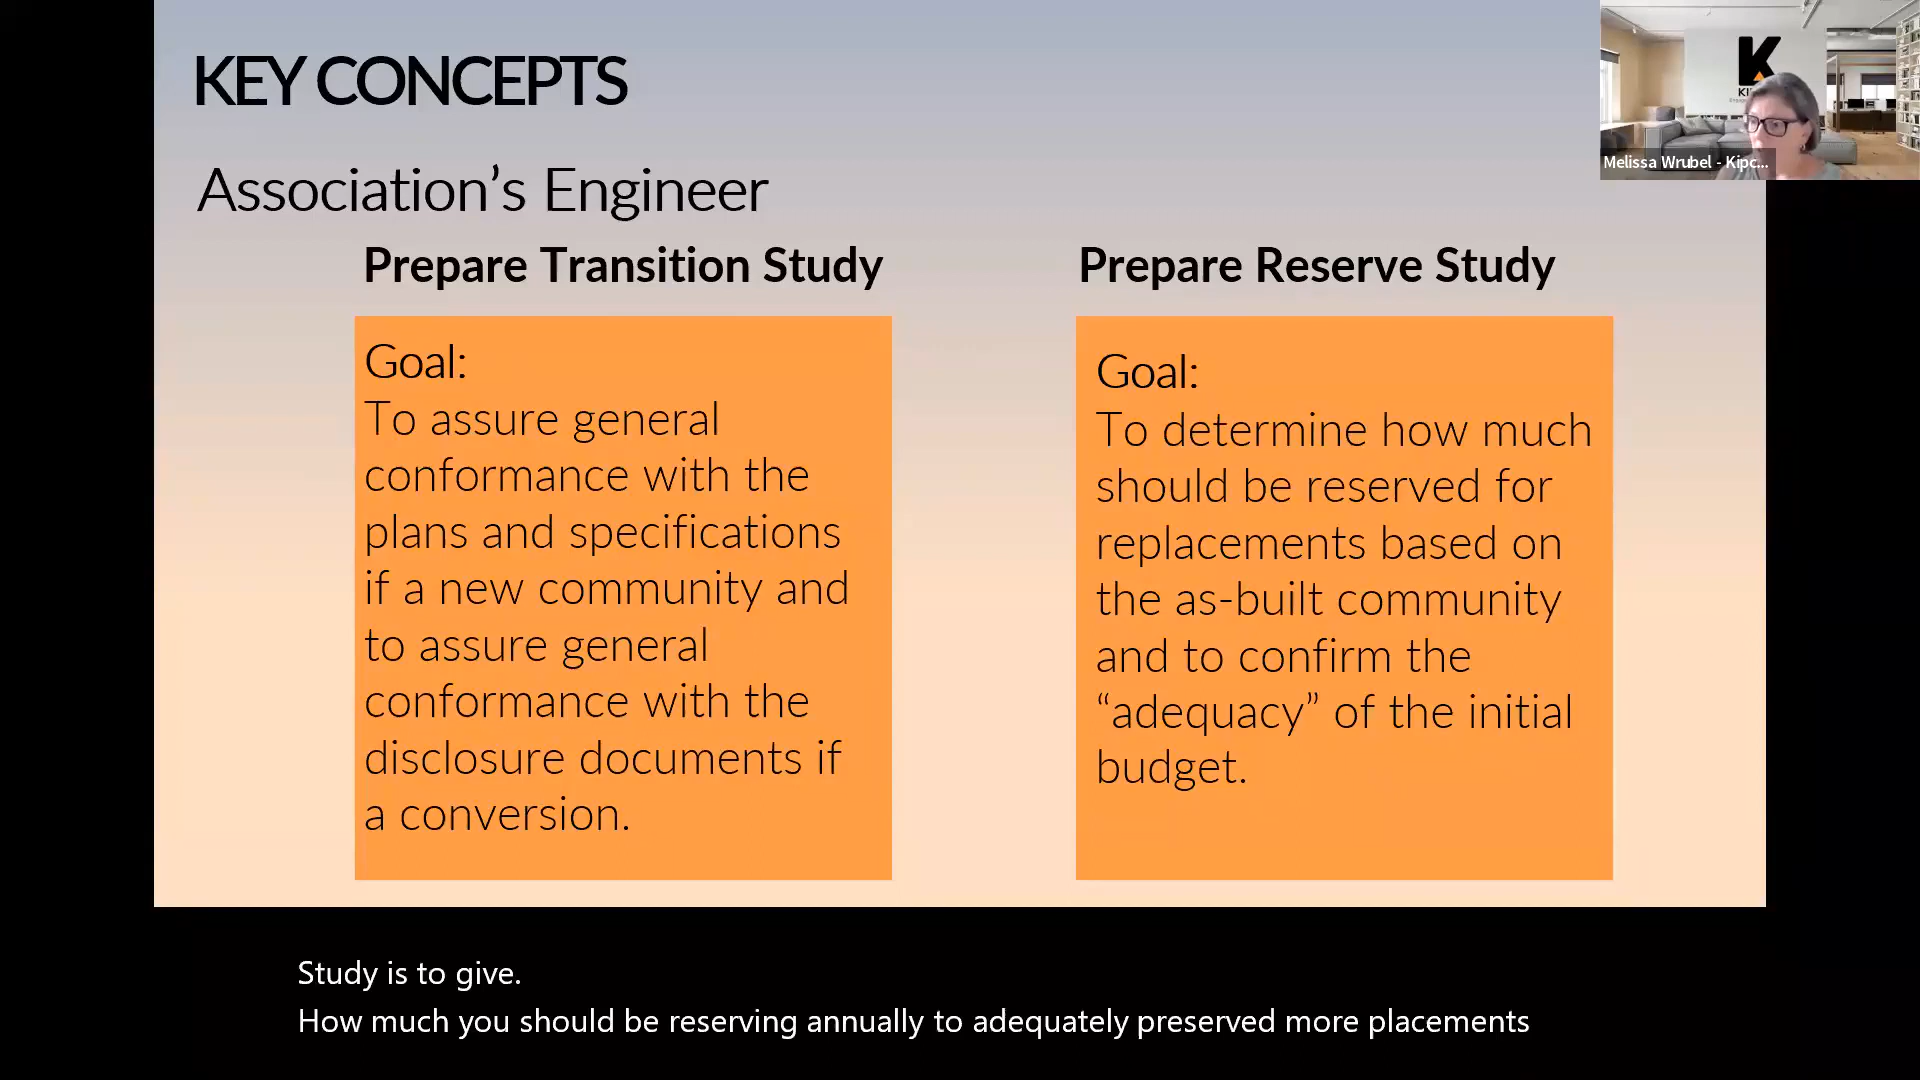 KEY CONCEPTS
Association’s Engineer
Prepare Transition Study
Goal:
To assure general
conformance with the
plans and specifications
if a new community and
to assure general
conformance with the
disclosure documents if
a conversion.
Prepare Reserve Study
Goal:
To determine how much
should be reserved for
replacements based on
the as-built community
and to confirm the
“adequacy” of the initial
budget.
K
Melissa Wrubel - Kipc...
Study is to give.
How much you should be reserving annually to adequately preserved more placements